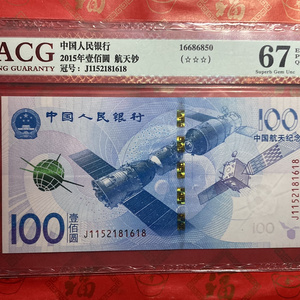 ACG
NG GUARANTY
中国人民银行
2015年壹佰圆 航天钞
冠号: J1152181618
16686850
(☆☆☆)
67
Superb Gem Unc
中国人民银行
100
中国航天纪念
100
壹佰圆
J1152181618